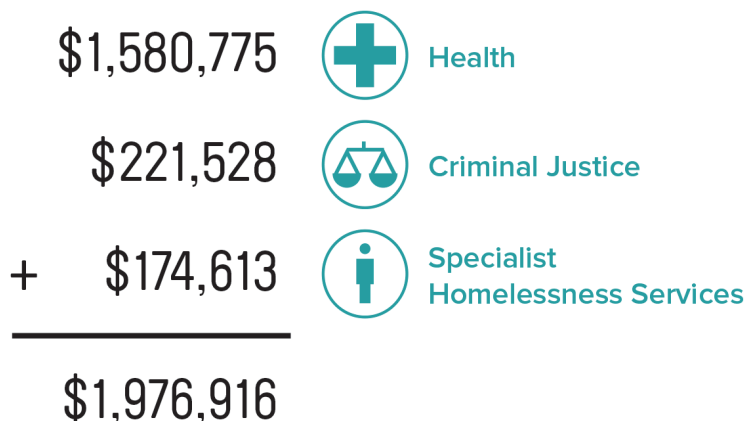 $1,580,775 Health
$221,528 Criminal Justice
+ $174,613 Specialist
Homelessness Services
$1,976,916